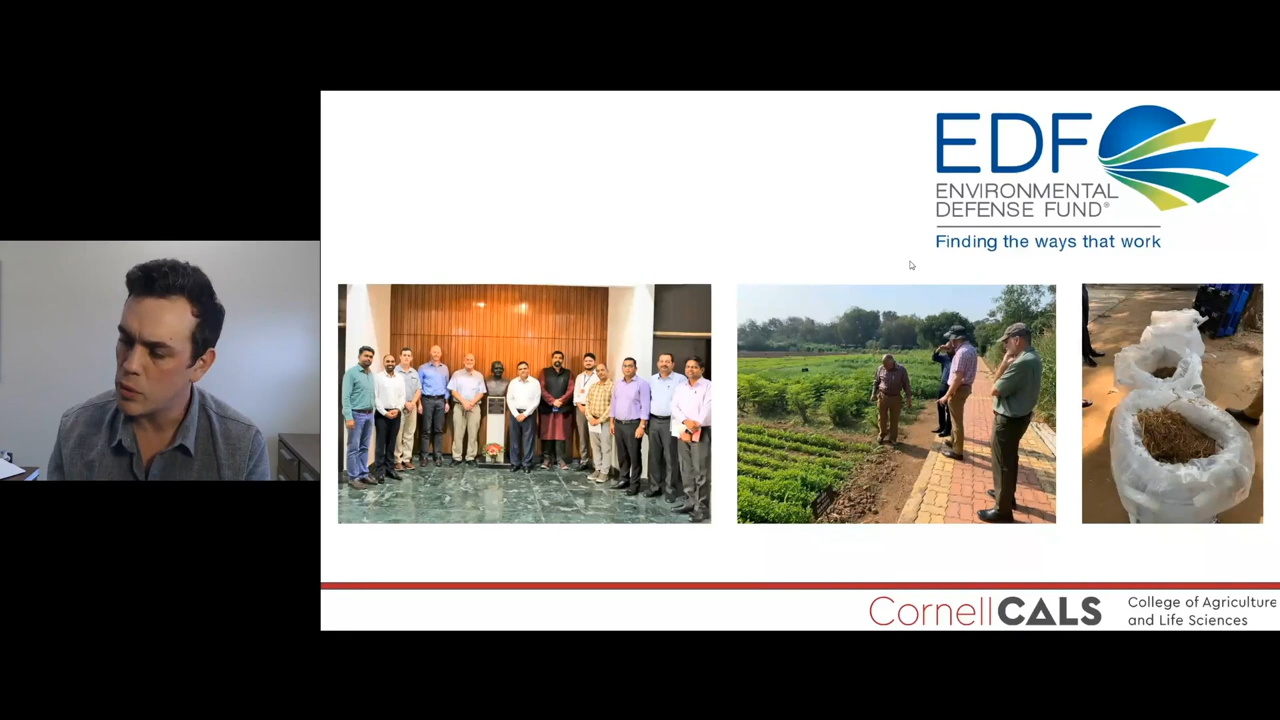 EDF
ENVIRONMENTAL
DEFENSE FUND®
Finding the ways that work
CornellCALS
College of Agriculture
and Life Sciences